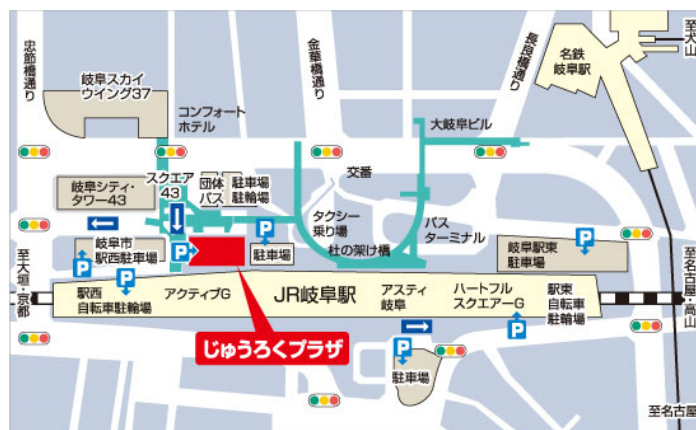 忠節橋通り
金華橋通り
長良橋通り
名鉄
岐阜駅
至犬山
岐阜スカイ
ウイング37
コンフォート
ホテル
大岐阜ビル
交番
スクエア
43
団体
バス
駐車場
駐輪場
岐阜シティ・
タワー43
タクシー
乗り場
バス
ターミナル
杜の架け橋
岐阜市
駅西駐車場
P
P
P
駐車場
岐阜駅東
駐車場
P
至大垣・京都
P
駅西
自転車駐輪場
アクティブG
JR岐阜駅
アスティ
岐阜
ハートフル
スクエアーG
駅東
自転車
駐輪場
至名古屋・高山
P
P
じゅうろくプラザ
駐車場
至名古屋